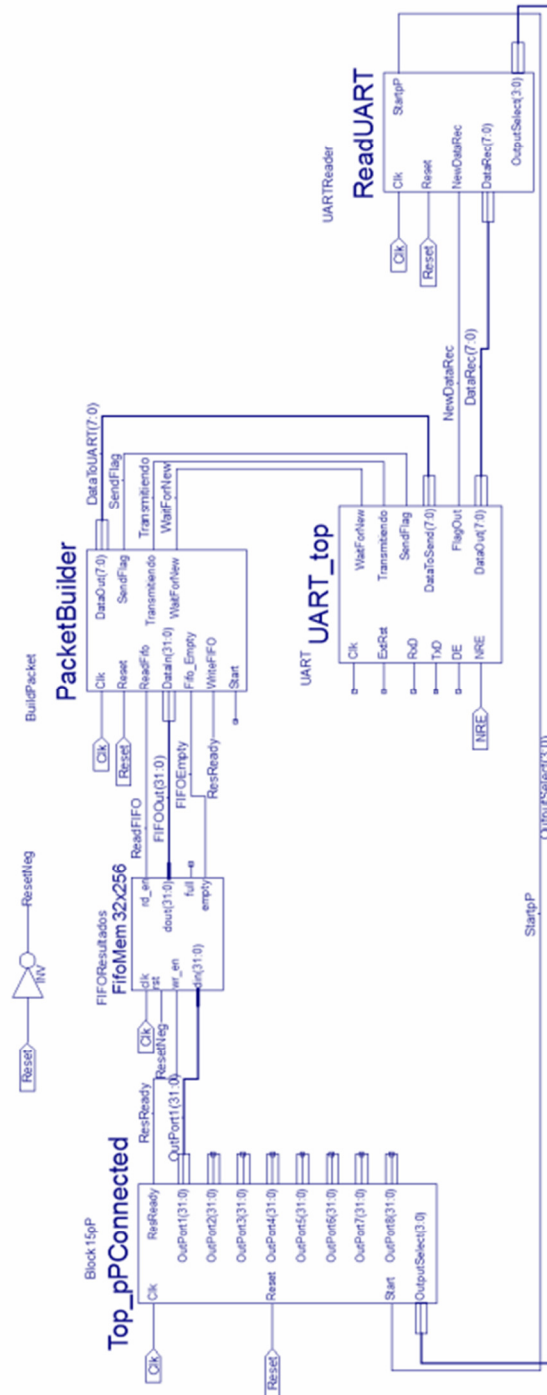 Reset
INV
ResetNeg
Block15pP
Top_pPConnected
Clk
Reset
Clk
ResReady
OutPort1(31:0)
OutPort2(31:0)
OutPort3(31:0)
Reset
OutPort4(31:0)
OutPort5(31:0)
OutPort6(31:0)
OutPort7(31:0)
Start
OutPort8(31:0)
OutputSelect(3:0)
ResReady
OutPort1(31:0)
FIFOResultados
FifoMem32x256
Clk
ResetNeg
clk
rst
wr_en
din(31:0)
rd_en
dout(31:0)
full
empty
ReadFIFO
FIFOOut(31:0)
FIFOEmpty
ResReady
BuildPacket
PacketBuilder
Clk
Reset
Clk
Reset
ReadFifo
DataIn(31:0)
Fifo_Empty
WriteFIFO
Start
DataOut(7:0)
SendFlag
Transmitiendo
WaitForNew
DataToUART(7:0)
SendFlag
Transmitiendo
WaitForNew
UART
UART_top
Clk
ExtRst
RxD
TxD
DE
NRE
NRE
WaitForNew
Transmitiendo
SendFlag
DataToSend(7:0)
FlagOut
DataOut(7:0)
NewDataRec
DataRec(7:0)
UARTReader
ReadUART
Clk
Reset
Clk
Reset
NewDataRec
DataRec(7:0)
StartpP
OutputSelect(3:0)
StartpP
OutputSelect(3:0)